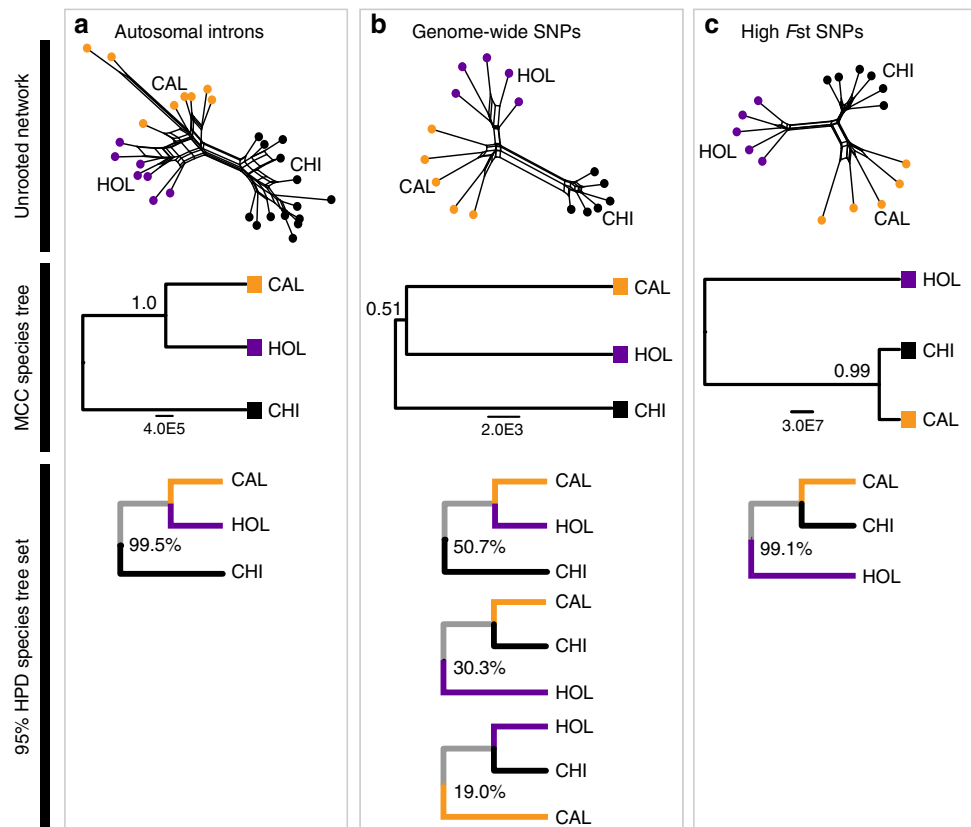 a Autosomal introns
b Genome-wide SNPs
c High Fst SNPs
Unrooted network
CAL
HOL
CHI
HOL
CAL
CHI
CHI
HOL
CAL
MCC species tree
1.0
CAL
HOL
CHI
4.0E5
0.51
CAL
HOL
CHI
2.0E3
HOL
0.99
CHI
CAL
3.0E7
95% HPD species tree set
CAL
HOL
99.5%
CHI
CAL
HOL
50.7%
CHI
CAL
CHI
30.3%
HOL
HOL
CHI
19.0%
CAL
CAL
CHI
99.1%
HOL